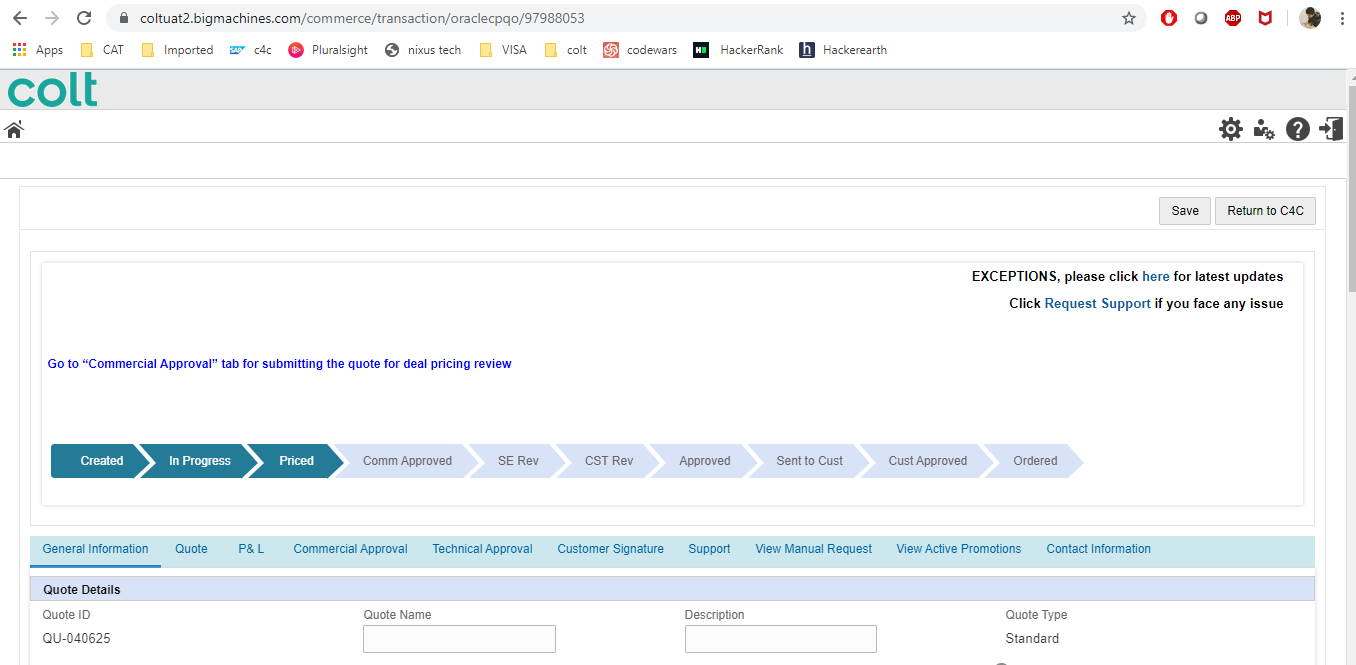 coltuat2.bigmachines.com/commerce/transaction/oraclecpqo/97988053
ABP
Apps CAT Imported SAP c4c Pluralsight nixus tech VISA colt codewars HackerRank h Hackerearth
colt
Save Return to C4C
EXCEPTIONS, please click here for latest updates
Click Request Support if you face any issue
Go to “Commercial Approval” tab for submitting the quote for deal pricing review
Created In Progress Priced Comm Approved SE Rev CST Rev Approved Sent to Cust Cust Approved Ordered
General Information Quote P& L Commercial Approval Technical Approval Customer Signature Support View Manual Request View Active Promotions Contact Information
Quote Details
Quote ID Quote Name Description Quote Type
QU-040625 Standard